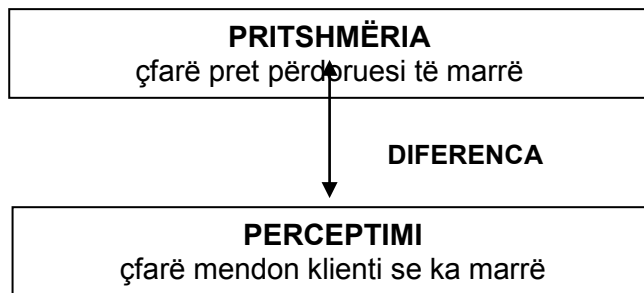 PRITSHMËRIA
çfarë pret përdoruesi të marrë
DIFERENCA
PERCEPTIMI
çfarë mendon klienti se ka marrë